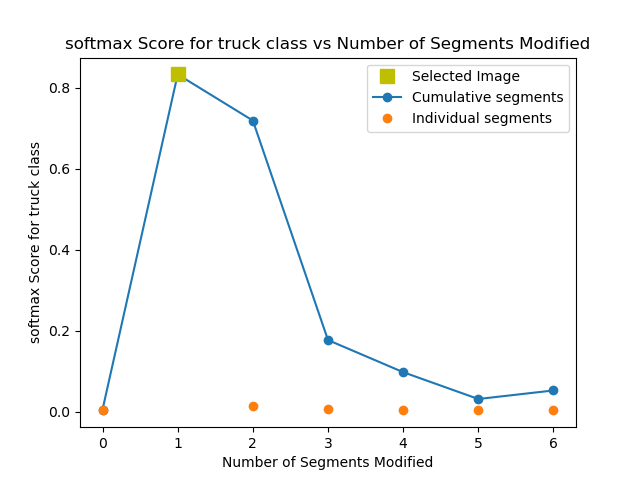 softmax Score for truck class vs Number of Segments Modified
Selected Image
Cumulative segments
Individual segments
softmax Score for truck class
0.8
0.6
0.4
0.2
0.0
0 1 2 3 4 5 6
Number of Segments Modified